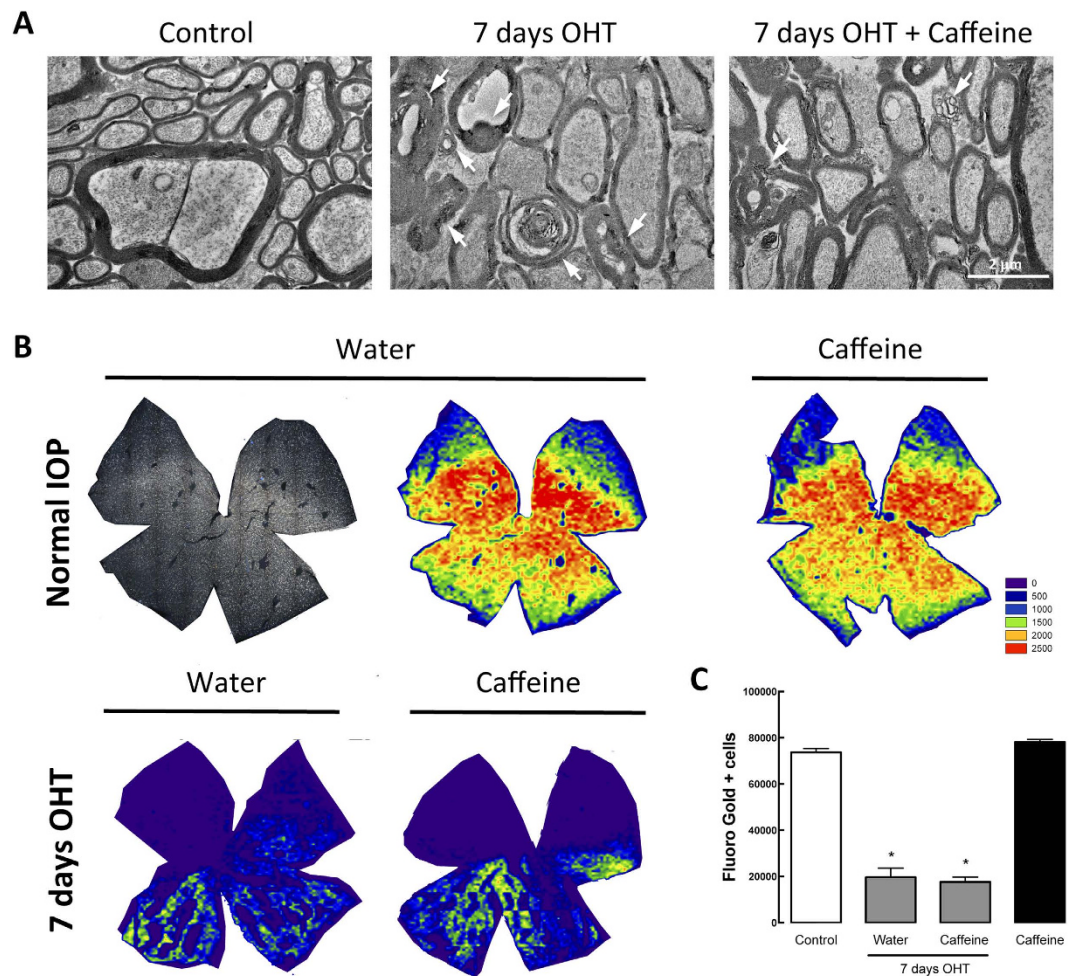 A
Control
7 days OHT
7 days OHT + Caffeine
2 µm
B
Water
Caffeine
Normal IOP
0
500
1000
1500
2000
2500
Water
Caffeine
7 days OHT
C
Fluoro Gold + cells
100000
80000
60000
40000
20000
0
*
*
Control
Water
Caffeine
Caffeine
7 days OHT